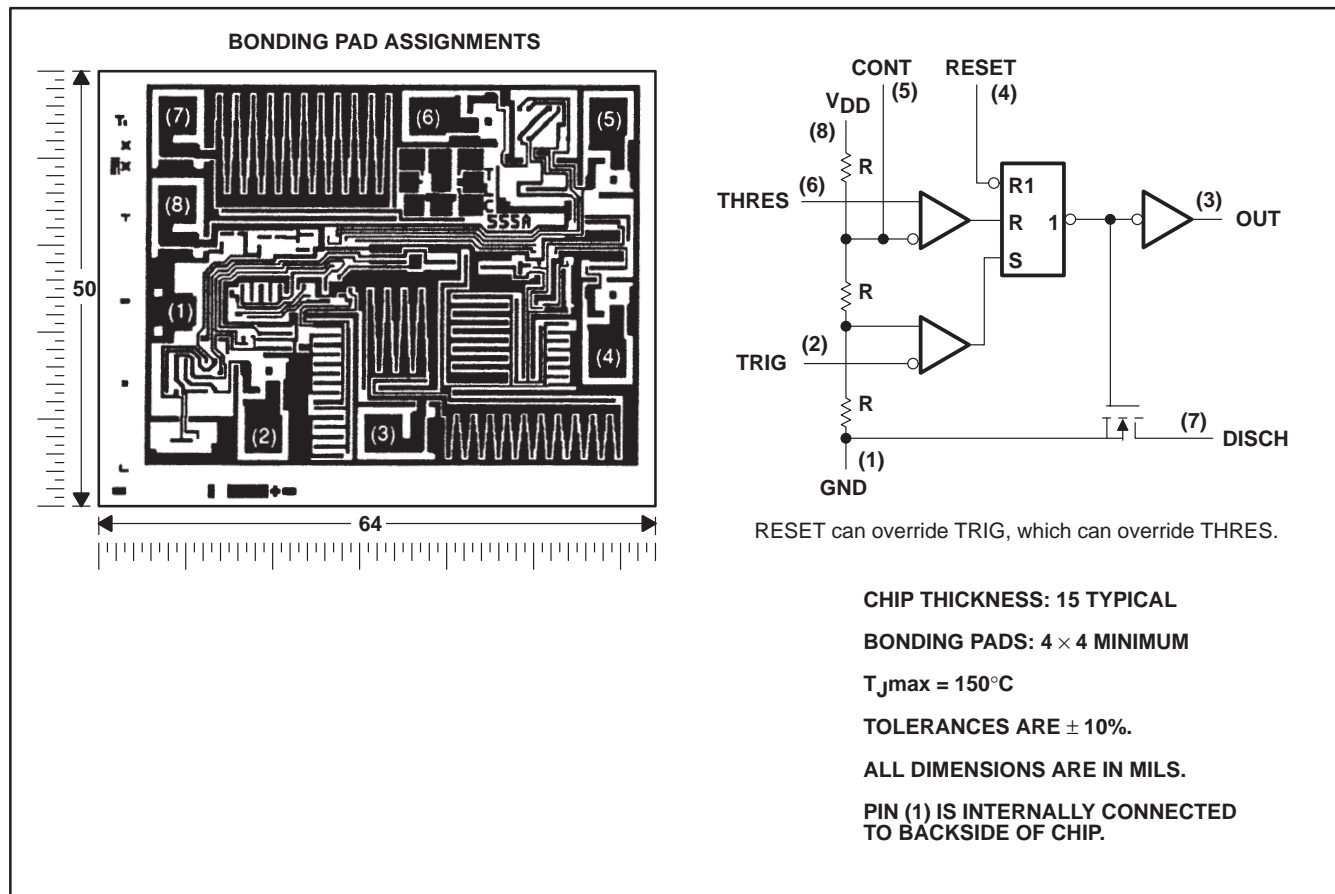 BONDING PAD ASSIGNMENTS
(7)
(6)
(5)
(8)
555A
(1)
(4)
(2)
(3)
50
64
CONT
(5)
RESET
(4)
VDD
(8)
R
(6)
THRES
R1
R
1
S
(3)
OUT
R
(2)
TRIG
R
(7)
DISCH
(1)
GND
RESET can override TRIG, which can override THRES.
CHIP THICKNESS: 15 TYPICAL
BONDING PADS: 4 × 4 MINIMUM
TJmax = 150°C
TOLERANCES ARE ± 10%.
ALL DIMENSIONS ARE IN MILS.
PIN (1) IS INTERNALLY CONNECTED
TO BACKSIDE OF CHIP.